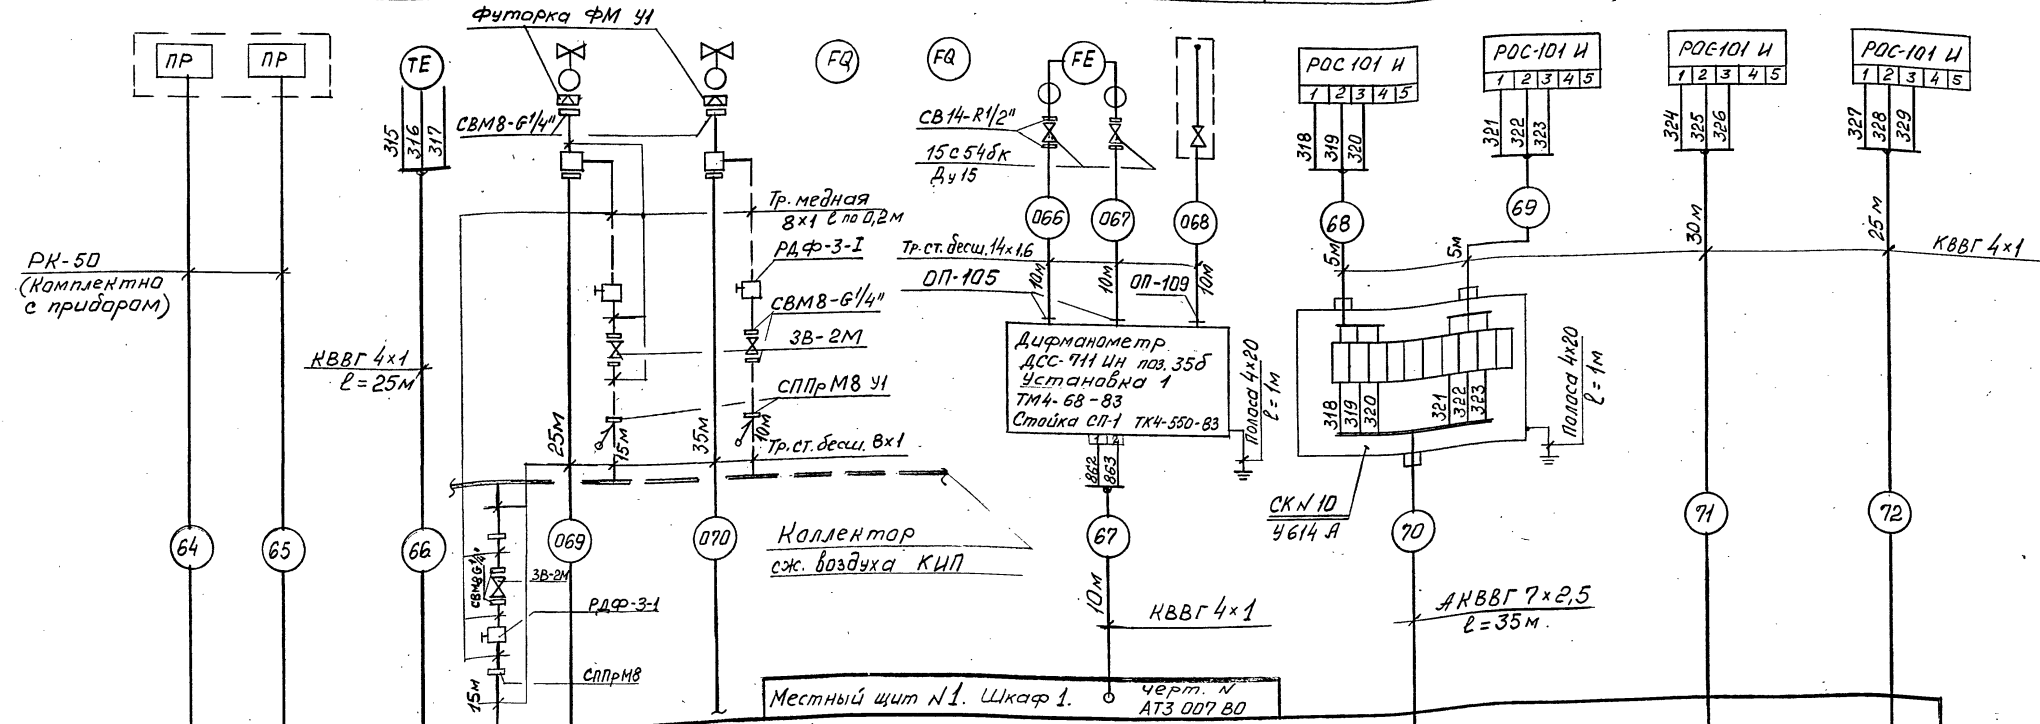 Футорка ФМ У1
ПР
ПР
ТЕ
315
316
317
FQ
FQ
FE
РОС 101 И
1 2 3 4 5
318
319
320
РОС-101 И
1 2 3 4 5
321
322
323
РОС-101 И
1 2 3 4 5
324
325
326
РОС-101 И
1 2 3 4 5
327
328
329
СВМ8-G1/4"
СВ14-R1/2"
15с54бк
Ду15
Тр. медная
8×1 ℓ по 0,2м
РДФ-3-I
СВМ8-G1/4"
ЗВ-2М
СППрМ8 У1
Тр. ст. бесш. 8×1
РК-50
(Комплектно
с прибором)
КВВГ 4×1
ℓ = 25м
066
067
068
68
69
Тр. ст. бесш. 14×1,6
ОП-105
ОП-109
10м
10м
10м
5м
5м
30м
25м
КВВГ 4×1
Дифманометр
ДСС-711 Ин поз. 35б
Установка 1
ТМ4-68-83
Стойка СП-1 ТК4-550-83
1 2
862
863
Полоса 4×20
ℓ = 1м
318
319
320
321
322
323
Полоса 4×20
ℓ = 1м
25м
15м
35м
10м
СК N 10
У614 А
64
65
66
069
070
67
70
71
72
Коллектор
сж. воздуха КИП
СВМ8G1/4"
ЗВ-2М
РДФ-3-1
СППрМ8
15м
10м
КВВГ 4×1
АКВВГ 7×2,5
ℓ = 35м.
Местный щит N1. Шкаф 1.
Черт. N
АТ3 007 ВО